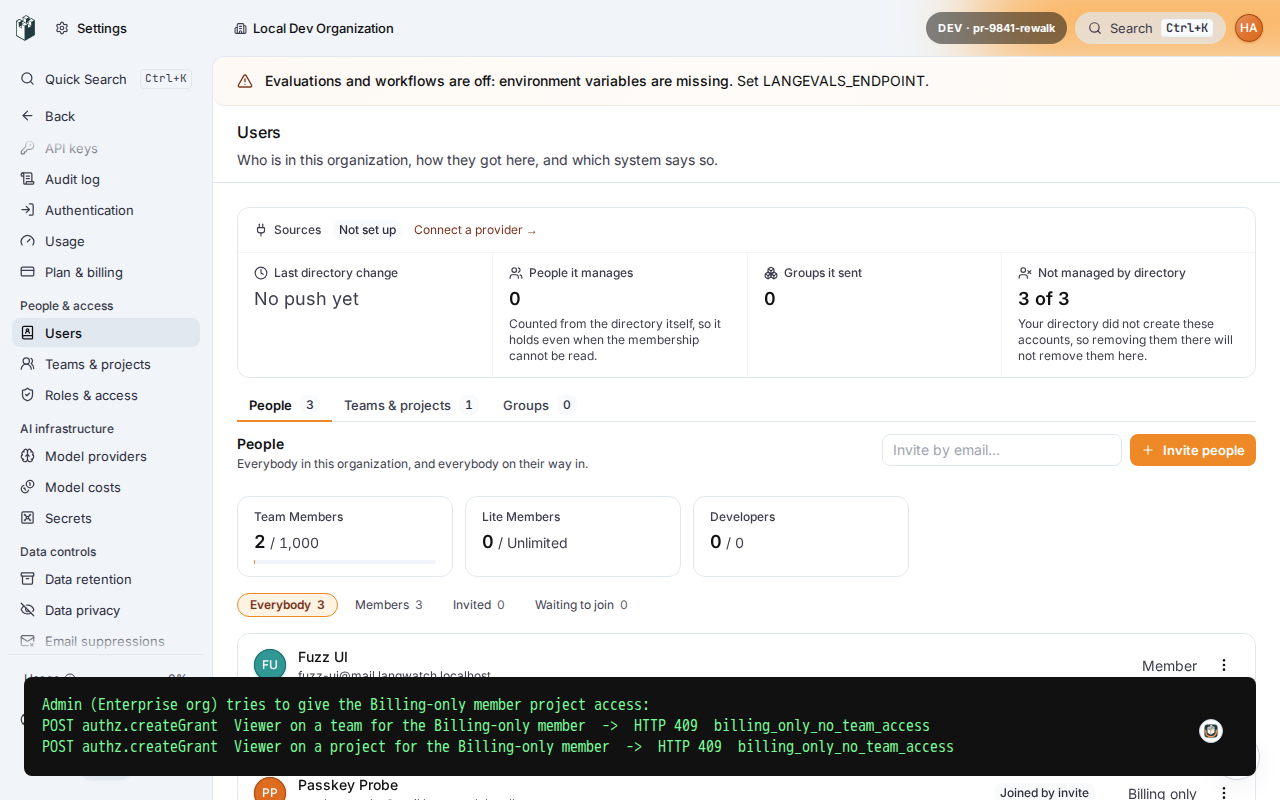 Settings
Local Dev Organization
DEV · pr-9841-rewalk
Search Ctrl+K
HA
Quick Search Ctrl+K
Back
API keys
Audit log
Authentication
Usage
Plan & billing
People & access
Users
Teams & projects
Roles & access
AI infrastructure
Model providers
Model costs
Secrets
Data controls
Data retention
Data privacy
Email suppressions
Evaluations and workflows are off: environment variables are missing. Set LANGEVALS_ENDPOINT.
Users
Who is in this organization, how they got here, and which system says so.
Sources Not set up Connect a provider →
Last directory change
No push yet
People it manages
0
Counted from the directory itself, so it
holds even when the membership
cannot be read.
Groups it sent
0
Not managed by directory
3 of 3
Your directory did not create these
accounts, so removing them there will
not remove them here.
People 3 Teams & projects 1 Groups 0
People
Everybody in this organization, and everybody on their way in.
Invite by email...
+ Invite people
Team Members
2 / 1,000
Lite Members
0 / Unlimited
Developers
0 / 0
Everybody 3 Members 3 Invited 0 Waiting to join 0
FU
Fuzz UI
fuzz-ui@mail.langwatch.localhost
Member
Admin (Enterprise org) tries to give the Billing-only member project access:
POST authz.createGrant Viewer on a team for the Billing-only member -> HTTP 409 billing_only_no_team_access
POST authz.createGrant Viewer on a project for the Billing-only member -> HTTP 409 billing_only_no_team_access
PP
Passkey Probe
Joined by invite
Billing only